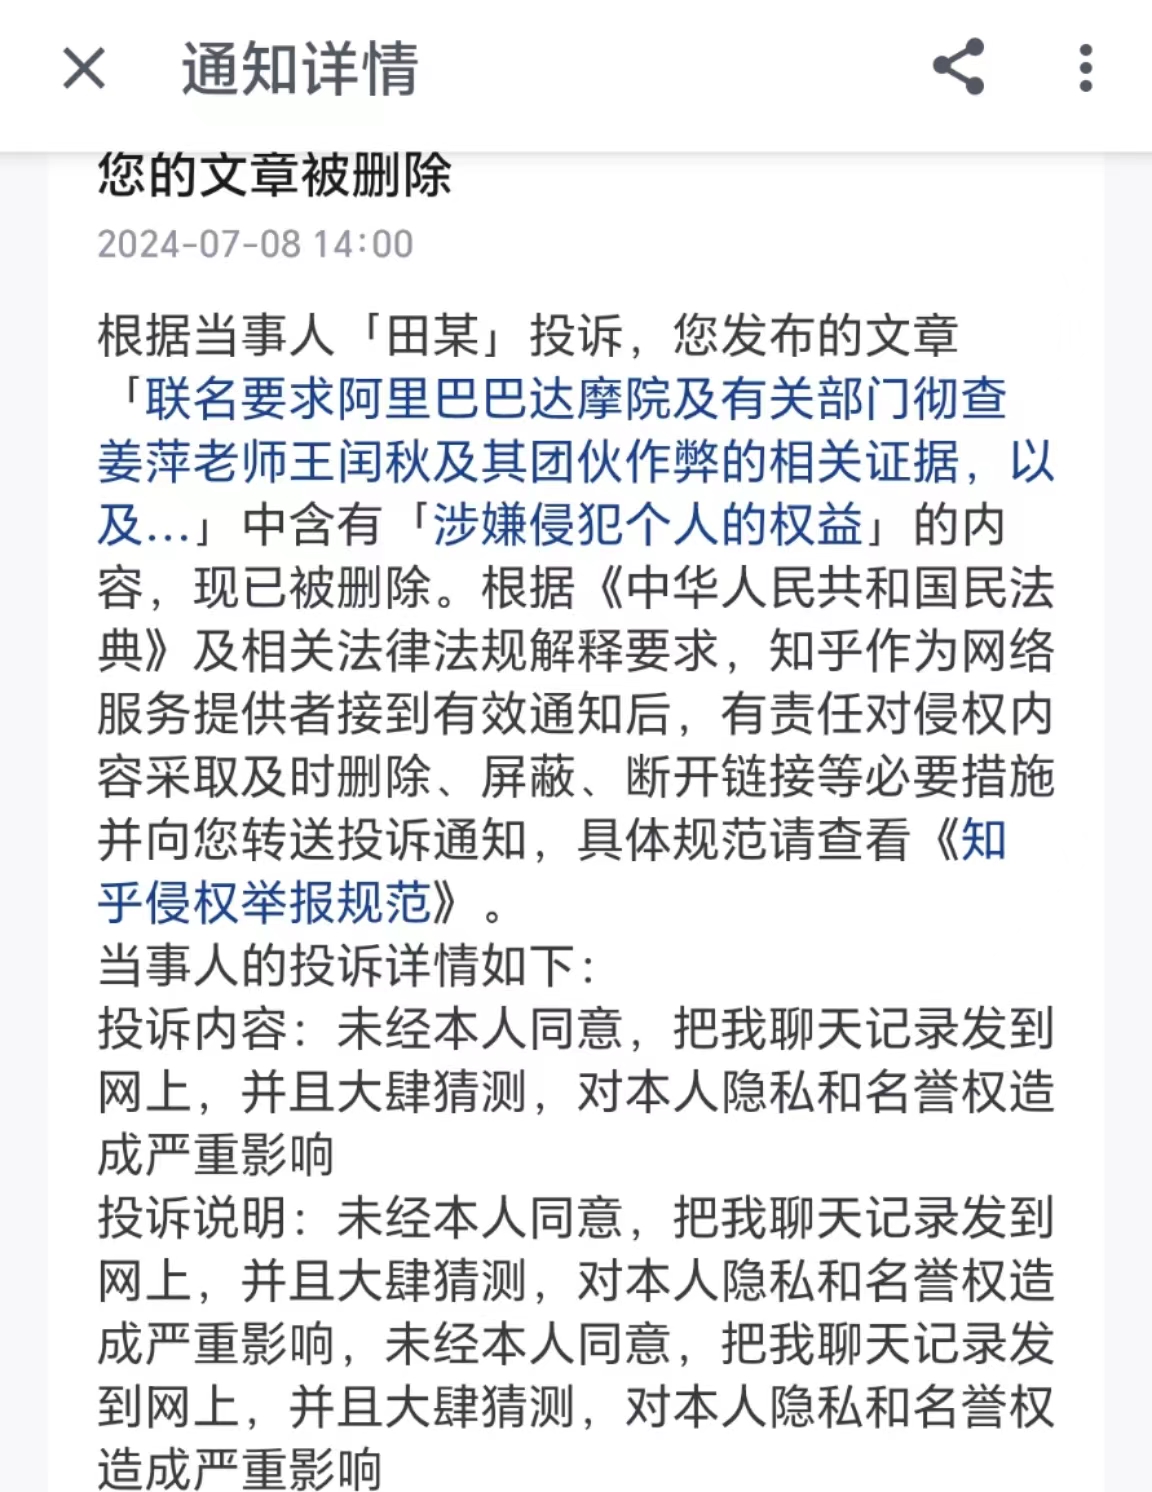 通知详情
您的文章被删除
2024-07-08 14:00
根据当事人「田某」投诉，您发布的文章
「联名要求阿里巴巴达摩院及有关部门彻查
姜萍老师王闰秋及其团伙作弊的相关证据，以
及...」中含有「涉嫌侵犯个人的权益」的内
容，现已被删除。根据《中华人民共和国民法
典》及相关法律法规解释要求，知乎作为网络
服务提供者接到有效通知后，有责任对侵权内
容采取及时删除、屏蔽、断开链接等必要措施
并向您转送投诉通知，具体规范请查看《知
乎侵权举报规范》。
当事人的投诉详情如下：
投诉内容：未经本人同意，把我聊天记录发到
网上，并且大肆猜测，对本人隐私和名誉权造
成严重影响
投诉说明：未经本人同意，把我聊天记录发到
网上，并且大肆猜测，对本人隐私和名誉权造
成严重影响，未经本人同意，把我聊天记录发
到网上，并且大肆猜测，对本人隐私和名誉权
造成严重影响